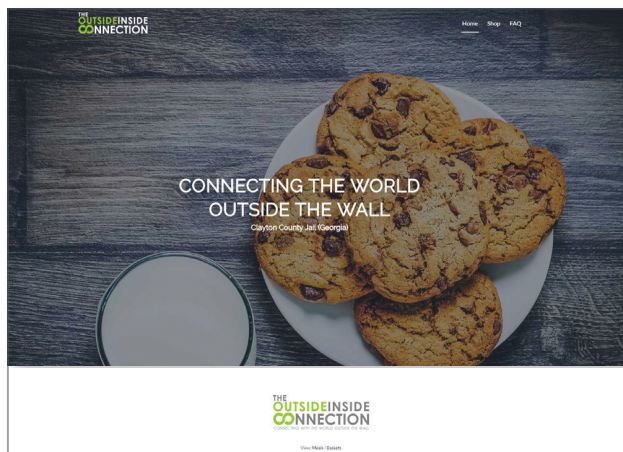 THE
OUTSIDEINSIDE
CONNECTION
Home Shop FAQ
CONNECTING THE WORLD
OUTSIDE THE WALL
Clayton County Jail (Georgia)
THE
OUTSIDEINSIDE
CONNECTION
CONNECTING WITH THE WORLD OUTSIDE THE WALL
View Meals / Baskets